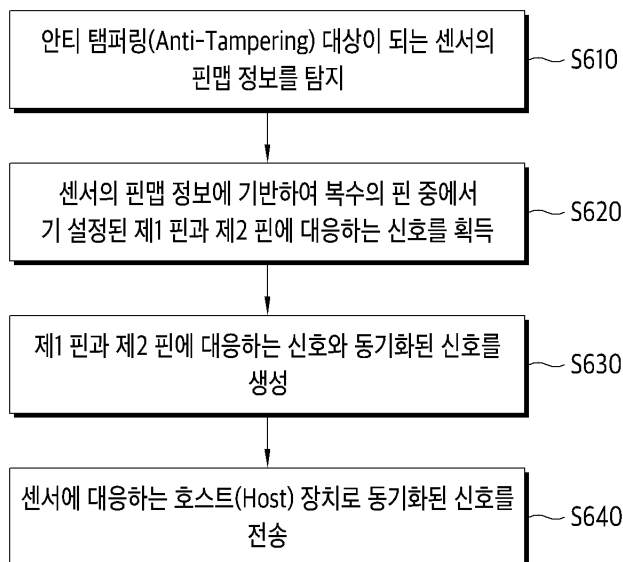 안티 탬퍼링(Anti-Tampering) 대상이 되는 센서의
핀맵 정보를 탐지
S610
센서의 핀맵 정보에 기반하여 복수의 핀 중에서
기 설정된 제1 핀과 제2 핀에 대응하는 신호를 획득
S620
제1 핀과 제2 핀에 대응하는 신호와 동기화된 신호를
생성
S630
센서에 대응하는 호스트(Host) 장치로 동기화된 신호를
전송
S640